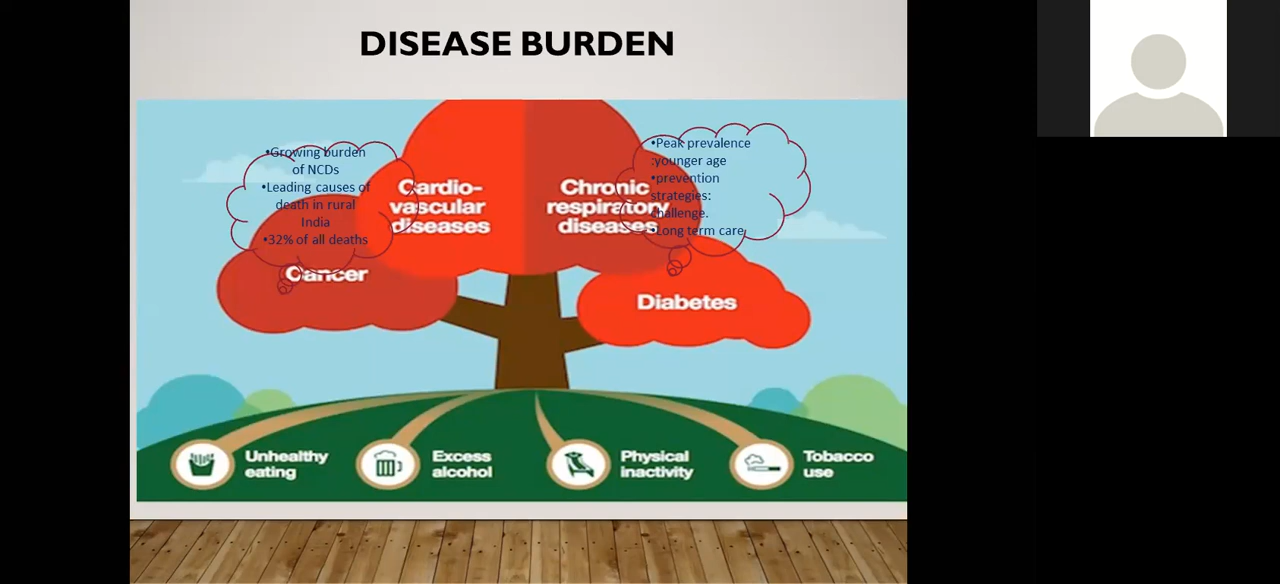 DISEASE BURDEN
•Growing burden
of NCDs
•Leading causes of
death in rural
India
•32% of all deaths
Cardio-
vascular
diseases
Chronic
respiratory
diseases
•Peak prevalence
:younger age
•prevention
strategies:
challenge.
•Long term care
Cancer
Diabetes
Unhealthy
eating
Excess
alcohol
Physical
inactivity
Tobacco
use